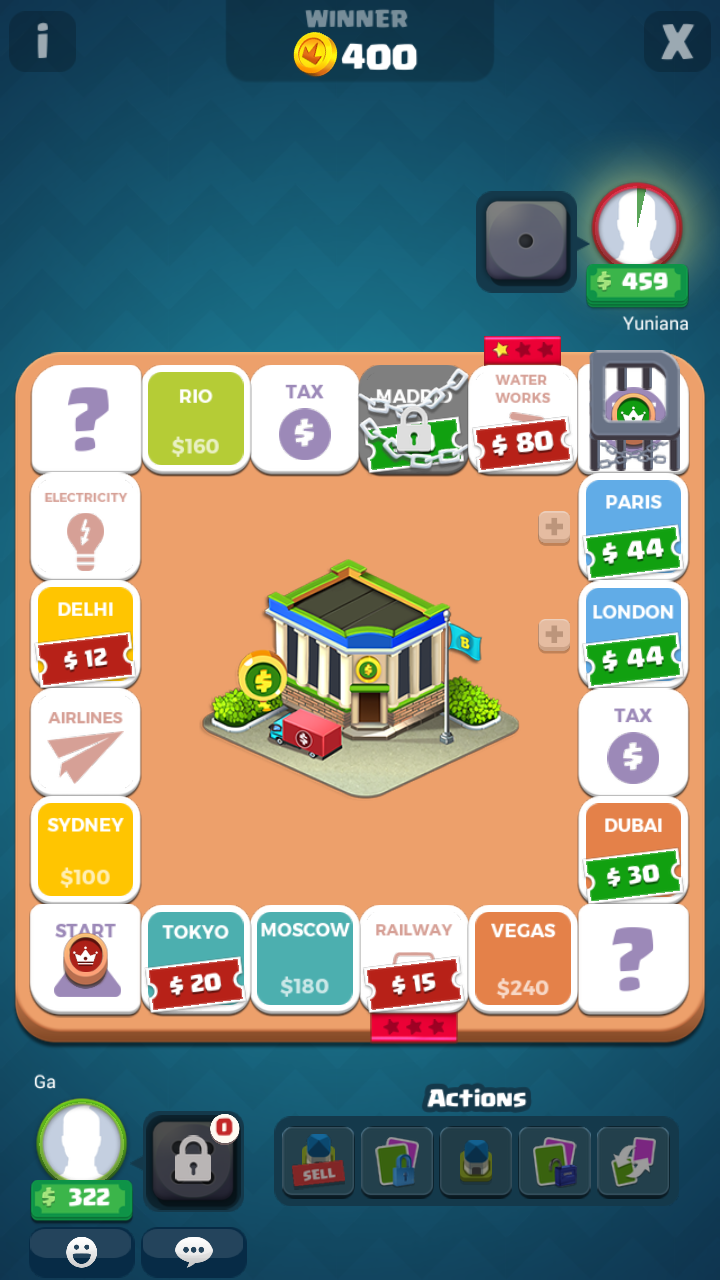 WINNER
i
400
X
$ 459
Yuniana
?
RIO
$160
TAX
$
MADR
WATER
WORKS
$ 80
ELECTRICITY
PARIS
$ 44
DELHI
$ 12
LONDON
$ 44
B
$
AIRLINES
TAX
$
SYDNEY
$100
DUBAI
$ 30
START
TOKYO
$ 20
MOSCOW
$180
RAILWAY
$ 15
VEGAS
$240
?
Ga
Actions
0
SELL
$ 322